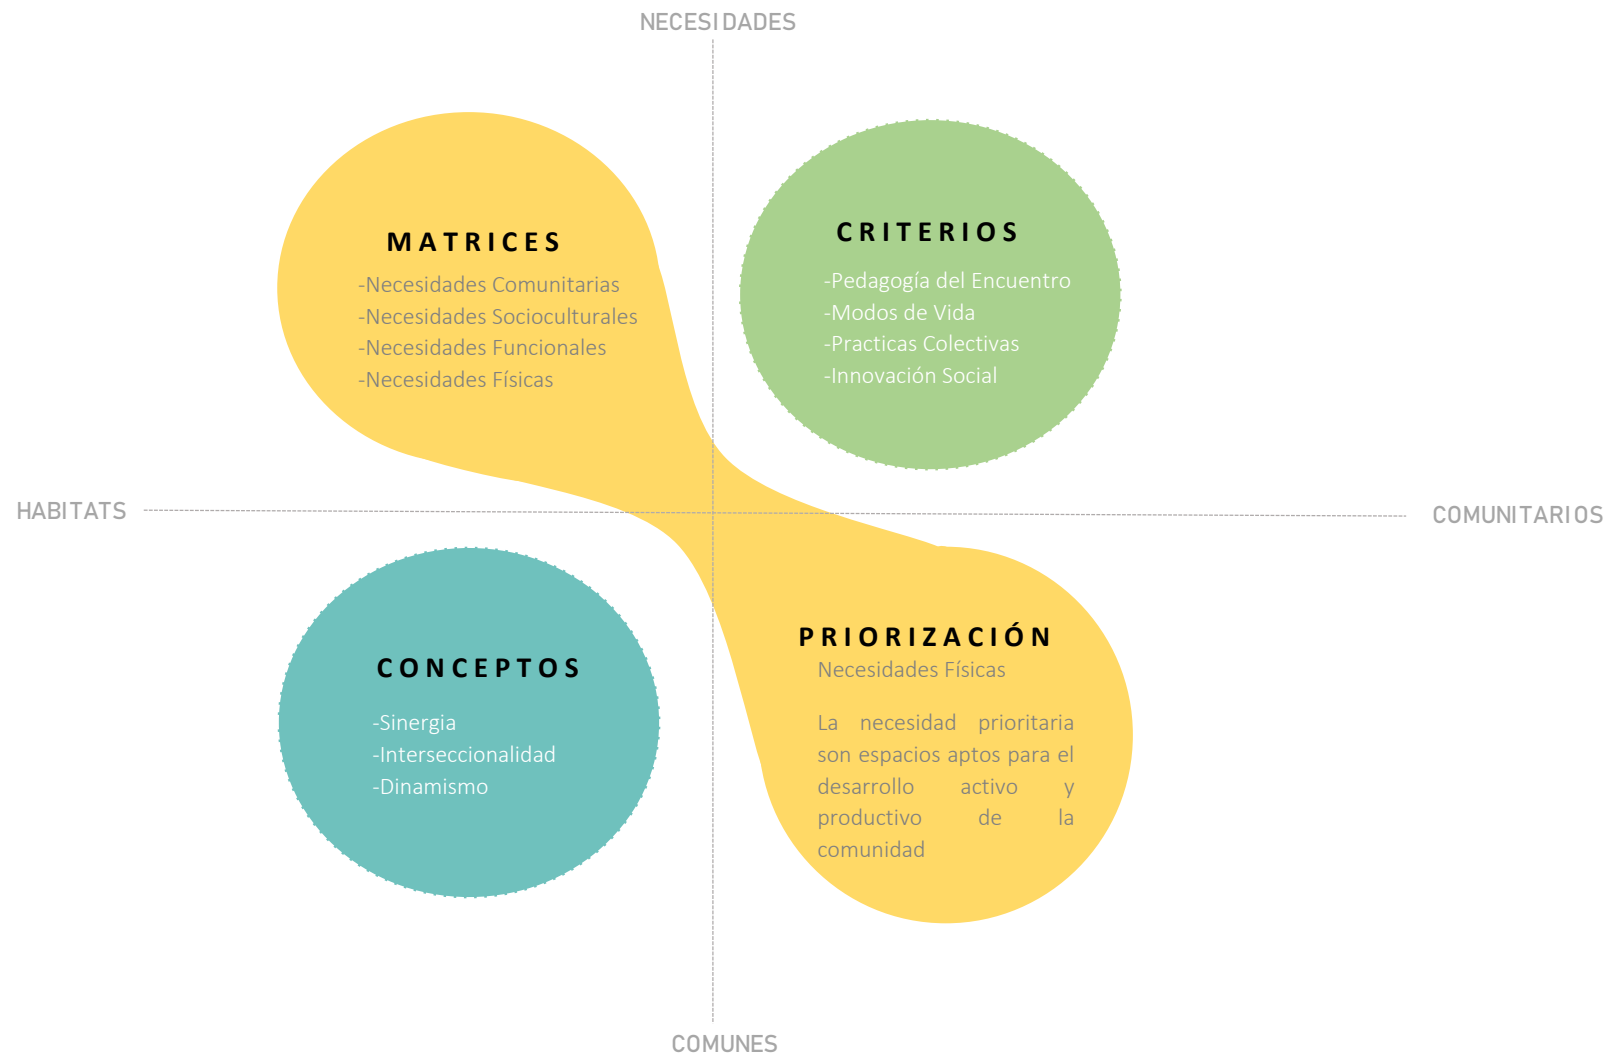 NECESIDADES
MATRICES
-Necesidades Comunitarias
-Necesidades Socioculturales
-Necesidades Funcionales
-Necesidades Físicas
CRITERIOS
-Pedagogía del Encuentro
-Modos de Vida
-Practicas Colectivas
-Innovación Social
HABITATS
COMUNITARIOS
CONCEPTOS
-Sinergia
-Interseccionalidad
-Dinamismo
PRIORIZACIÓN
Necesidades Físicas
La necesidad prioritaria
son espacios aptos para el
desarrollo activo y
productivo de la
comunidad
COMUNES